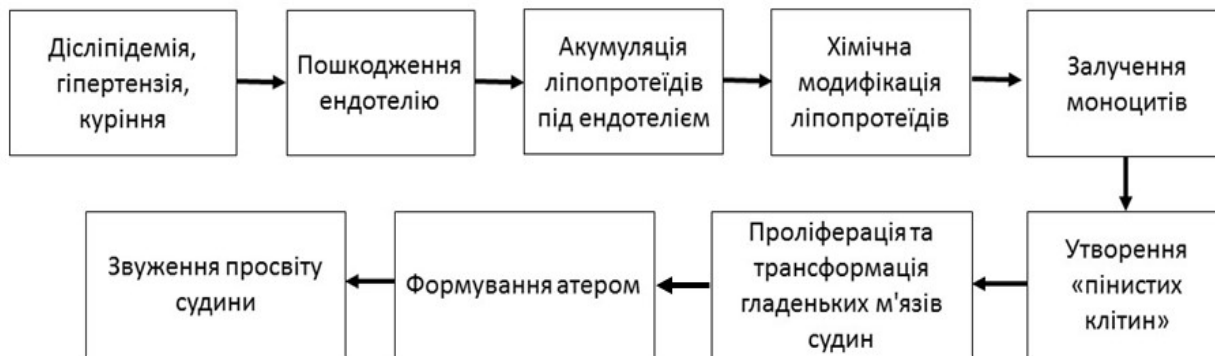 Дісліпідемія,
гіпертензія,
куріння
Пошкодження
ендотелію
Акумуляція
ліпопротеїдів
під ендотелієм
Хімічна
модифікація
ліпопротеїдів
Залучення
моноцитів
Утворення
«пінистих
клітин»
Проліферація та
трансформація
гладеньких м'язів
судин
Формування атером
Звуження просвіту
судини